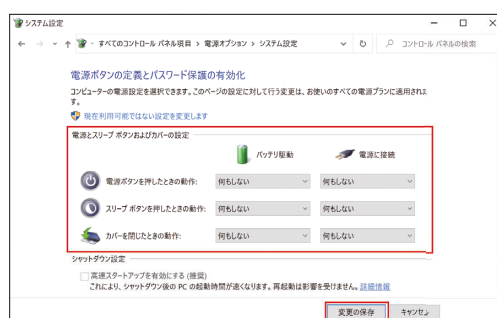 システム設定
すべてのコントロール パネル項目 › 電源オプション › システム設定
コントロール パネルの検索
電源ボタンの定義とパスワード保護の有効化
コンピューターの電源設定を選択できます。このページの設定に対して行う変更は、お使いのすべての電源プランに適用されま
す。
現在利用可能ではない設定を変更します
電源とスリープ ボタンおよびカバーの設定
バッテリ駆動 電源に接続
電源ボタンを押したときの動作: 何もしない 何もしない
スリープ ボタンを押したときの動作: 何もしない 何もしない
カバーを閉じたときの動作: 何もしない 何もしない
シャットダウン設定
高速スタートアップを有効にする (推奨)
これにより、シャットダウン後の PC の起動時間が速くなります。再起動は影響を受けません。詳細情報
変更の保存 キャンセル